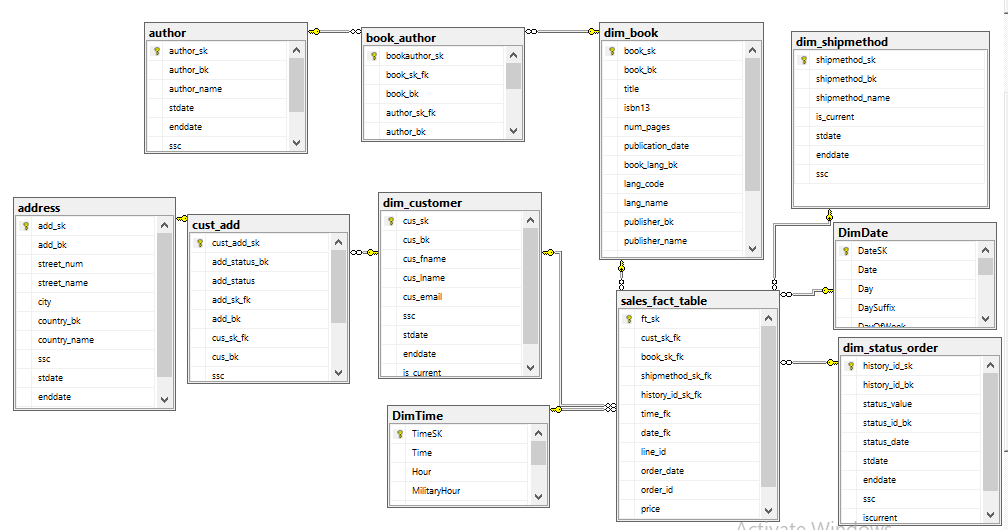 author
author_sk
author_bk
author_name
stdate
enddate
ssc
book_author
bookauthor_sk
book_sk_fk
book_bk
author_sk_fk
author_bk
dim_book
book_sk
book_bk
title
isbn13
num_pages
publication_date
book_lang_bk
lang_code
lang_name
publisher_bk
publisher_name
dim_shipmethod
shipmethod_sk
shipmethod_bk
shipmethod_name
is_current
stdate
enddate
ssc
address
add_sk
add_bk
street_num
street_name
city
country_bk
country_name
ssc
stdate
enddate
cust_add
cust_add_sk
add_status_bk
add_status
add_sk_fk
add_bk
cus_sk_fk
cus_bk
ssc
dim_customer
cus_sk
cus_bk
cus_fname
cus_lname
cus_email
ssc
stdate
enddate
is_current
DimDate
DateSK
Date
Day
DaySuffix
DayOfWeek
sales_fact_table
ft_sk
cust_sk_fk
book_sk_fk
shipmethod_sk_fk
history_id_sk_fk
time_fk
date_fk
line_id
order_date
order_id
price
dim_status_order
history_id_sk
history_id_bk
status_value
status_id_bk
status_date
stdate
enddate
ssc
iscurrent
DimTime
TimeSK
Time
Hour
MilitaryHour
Activate Windows